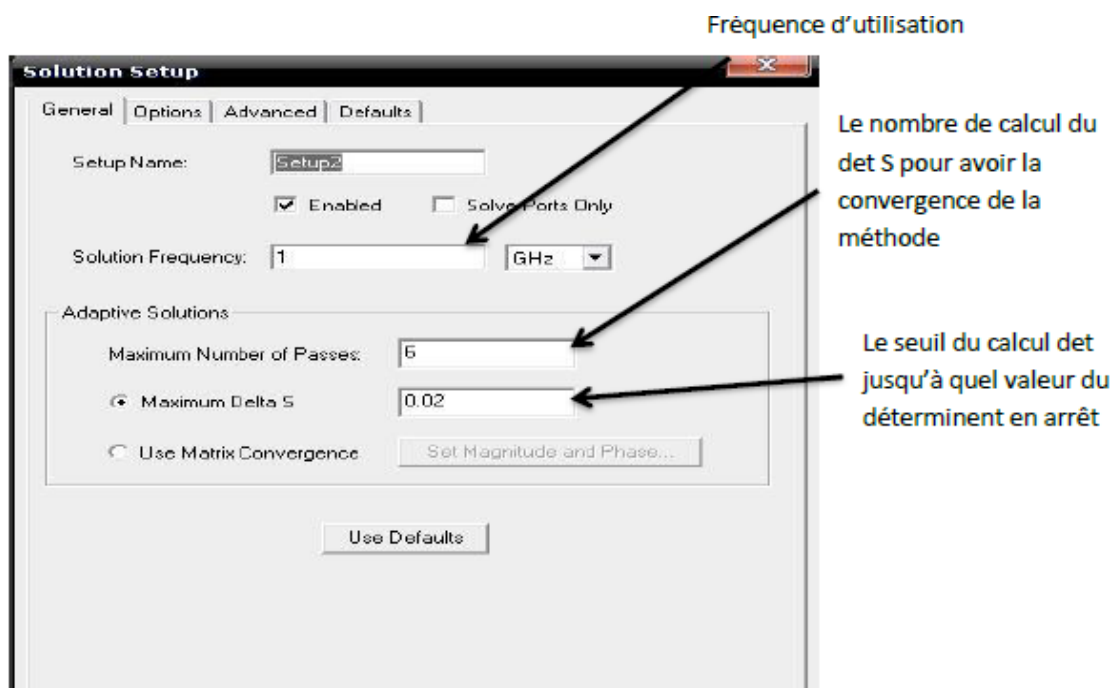 Fréquence d’utilisation
Solution Setup
General Options Advanced Defaults
Setup Name: Setup2
Enabled Solve Ports Only
Solution Frequency: 1 GHz
Adaptive Solutions
Maximum Number of Passes: 6
Maximum Delta S 0.02
Use Matrix Convergence Set Magnitude and Phase...
Use Defaults
Le nombre de calcul du
det S pour avoir la
convergence de la
méthode
Le seuil du calcul det
jusqu’à quel valeur du
déterminent en arrêt